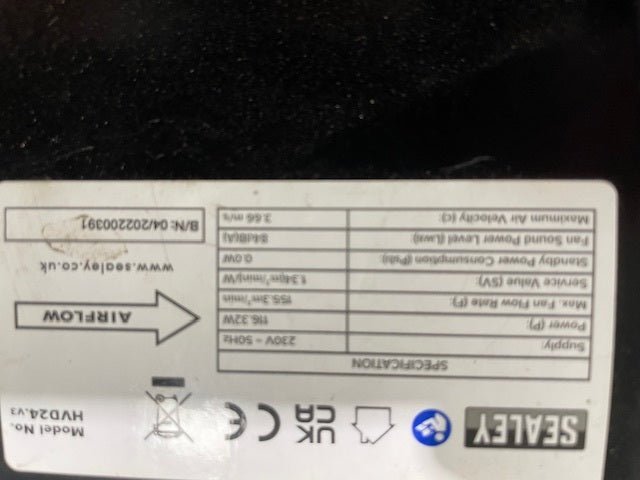 SEALEY
UK
CA
CE
Model No.
HVD24.V3
SPECIFICATION
Supply: 230V ~ 50Hz
Power (P): 116.32W
Max. Fan Flow Rate (F): 155.3m³/min
Service Value (SV): 1.34(m³/min)/W
Standby Power Consumption (Psb): 0.0W
Fan Sound Power Level (Lwa): 84dB(A)
Maximum Air Velocity (c): 3.66 m/s
AIRFLOW
www.sealey.co.uk
B/N: 04/202200391